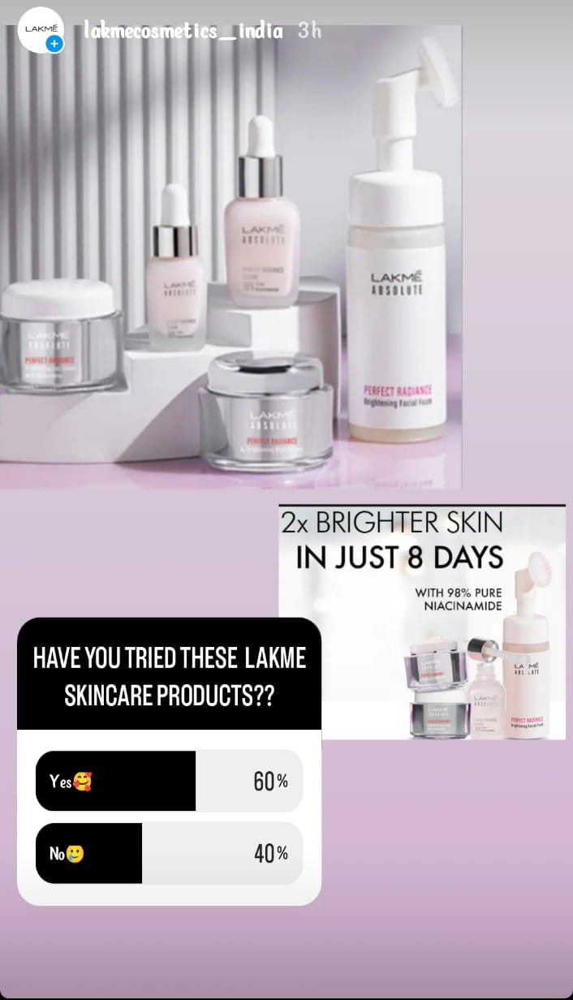 LAKMĒ
lakmecosmetics_india 3h
LAKMĒ
ABSOLUTE
PERFECT RADIANCE
LAKMĒ
ABSOLUTE
LAKMĒ
ABSOLUTE
PERFECT RADIANCE
LAKMĒ
ABSOLUTE
PERFECT RADIANCE
LAKMĒ
ABSOLUTE
PERFECT RADIANCE
Brightening Facial Foam
2x BRIGHTER SKIN
IN JUST 8 DAYS
WITH 98% PURE
NIACINAMIDE
LAKMĒ
ABSOLUTE
PERFECT RADIANCE
Brightening Facial Foam
HAVE YOU TRIED THESE LAKME
SKINCARE PRODUCTS??
Yes🥰 60%
No🥲 40%